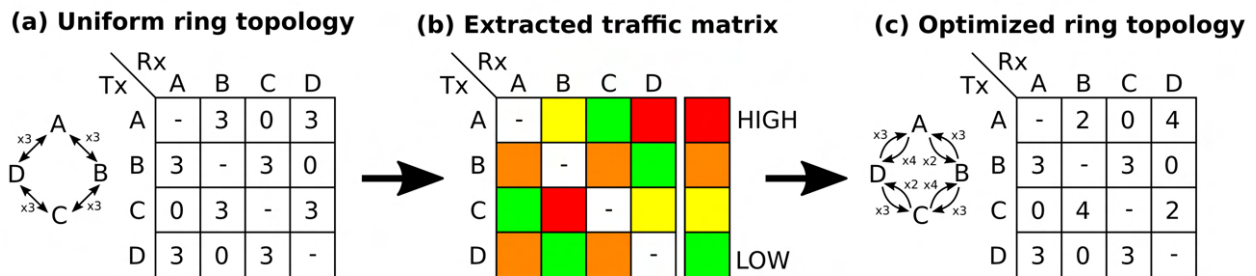 (a) Uniform ring topology
Rx
Tx A B C D
A - 3 0 3
B 3 - 3 0
C 0 3 - 3
D 3 0 3 -
A
x3 x3
D B
x3 x3
C
(b) Extracted traffic matrix
Rx
Tx A B C D
A - HIGH
B -
C -
D - LOW
(c) Optimized ring topology
Rx
Tx A B C D
A - 2 0 4
B 3 - 3 0
C 0 4 - 2
D 3 0 3 -
A
x3 x3
x4 x2
D B
x2 x4
x3 x3
C